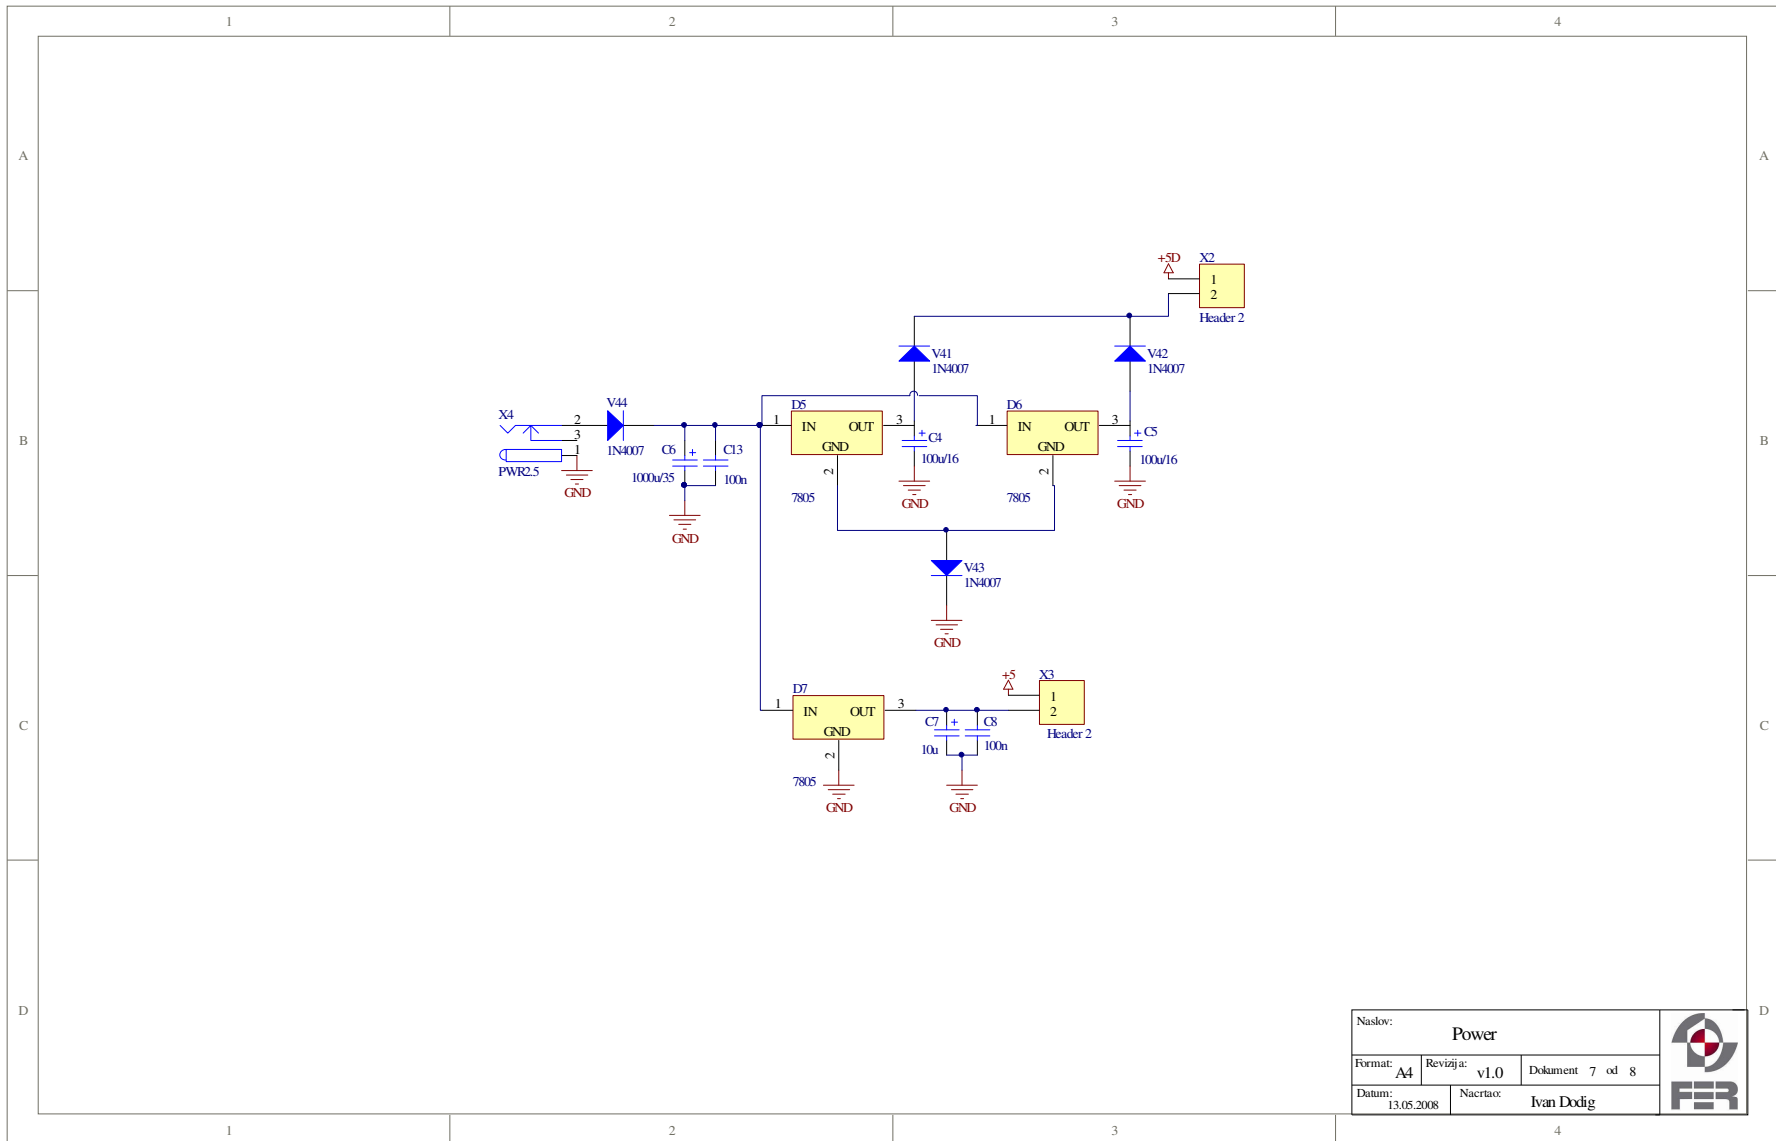 1 2 3 4
A A
+5D X2
1
2
Header 2
V41
1N4007
V42
1N4007
X4 2
3
1
PWR2.5
GND
V44
1N4007
C6 +
1000u/35
C13
100n
GND
D5
1 IN OUT 3
GND
2
7805
+ C4
100u/16
GND
D6
1 IN OUT 3
GND
2
7805
+ C5
100u/16
GND
B B
V43
1N4007
GND
D7
1 IN OUT 3
GND
2
7805
GND
+5 X3
1
2
Header 2
C7 +
10u
C8
100n
GND
C C
D D
Naslov:
Power
Format: A4 Revizija: v1.0 Dokument 7 od 8
Datum: 13.05.2008 Nacrtao: Ivan Dodig
FER
1 2 3 4